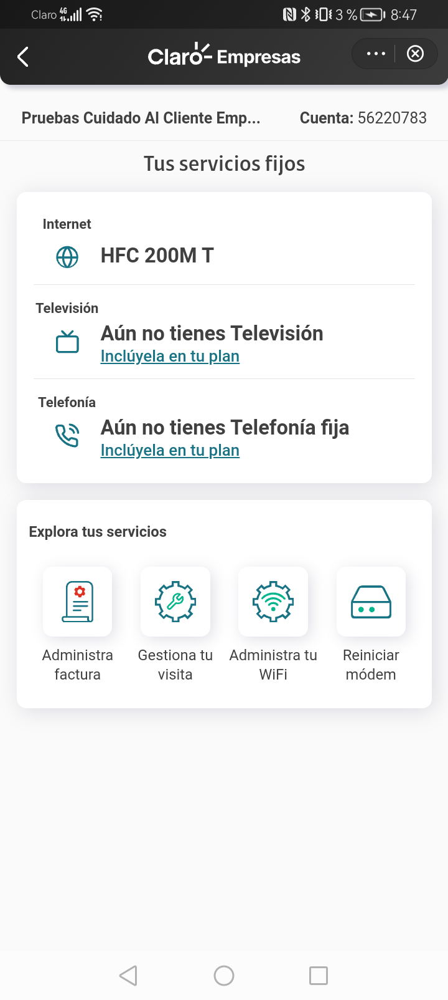 Claro 4G 3 % 8:47
Claro- Empresas
Pruebas Cuidado Al Cliente Emp... Cuenta: 56220783
Tus servicios fijos
Internet
HFC 200M T
Televisión
Aún no tienes Televisión
Inclúyela en tu plan
Telefonía
Aún no tienes Telefonía fija
Inclúyela en tu plan
Explora tus servicios
Administra factura
Gestiona tu visita
Administra tu WiFi
Reiniciar módem